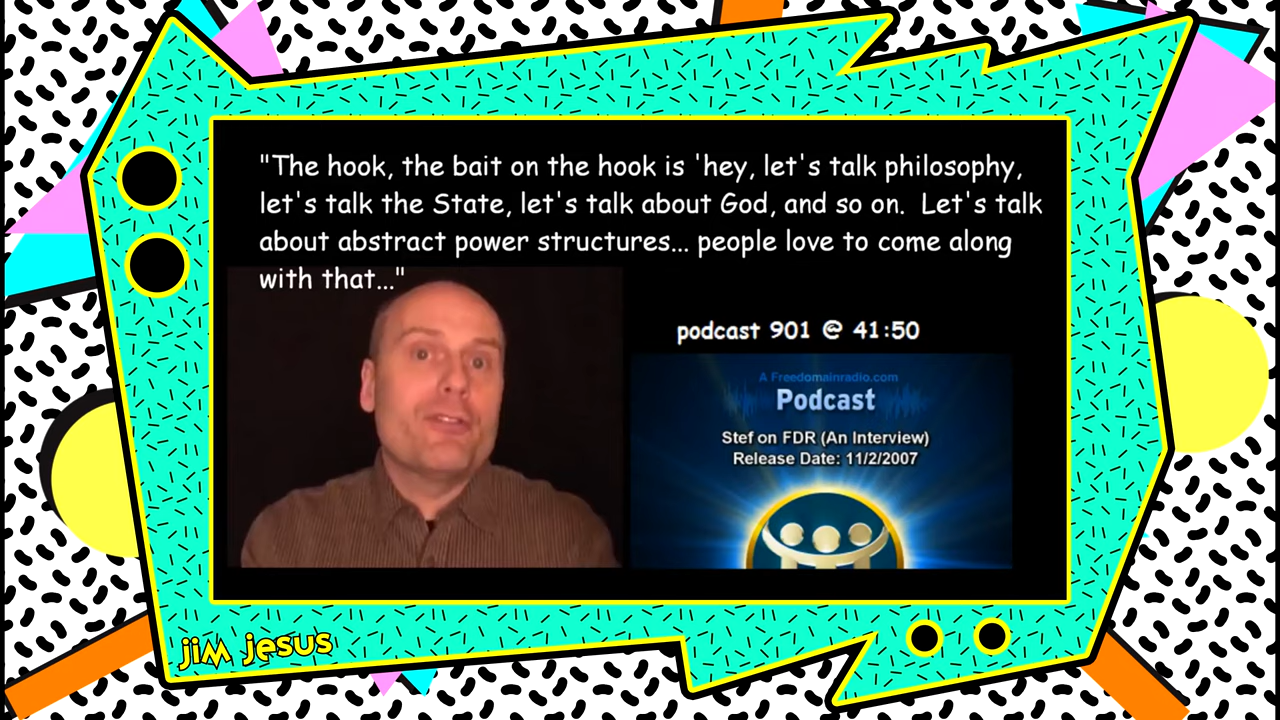 "The hook, the bait on the hook is 'hey, let's talk philosophy,
let's talk the State, let's talk about God, and so on.  Let's talk
about abstract power structures... people love to come along
with that..."
podcast 901 @ 41:50
A Freedomainradio.com
Podcast
Stef on FDR (An Interview)
Release Date: 11/2/2007
jim jesus